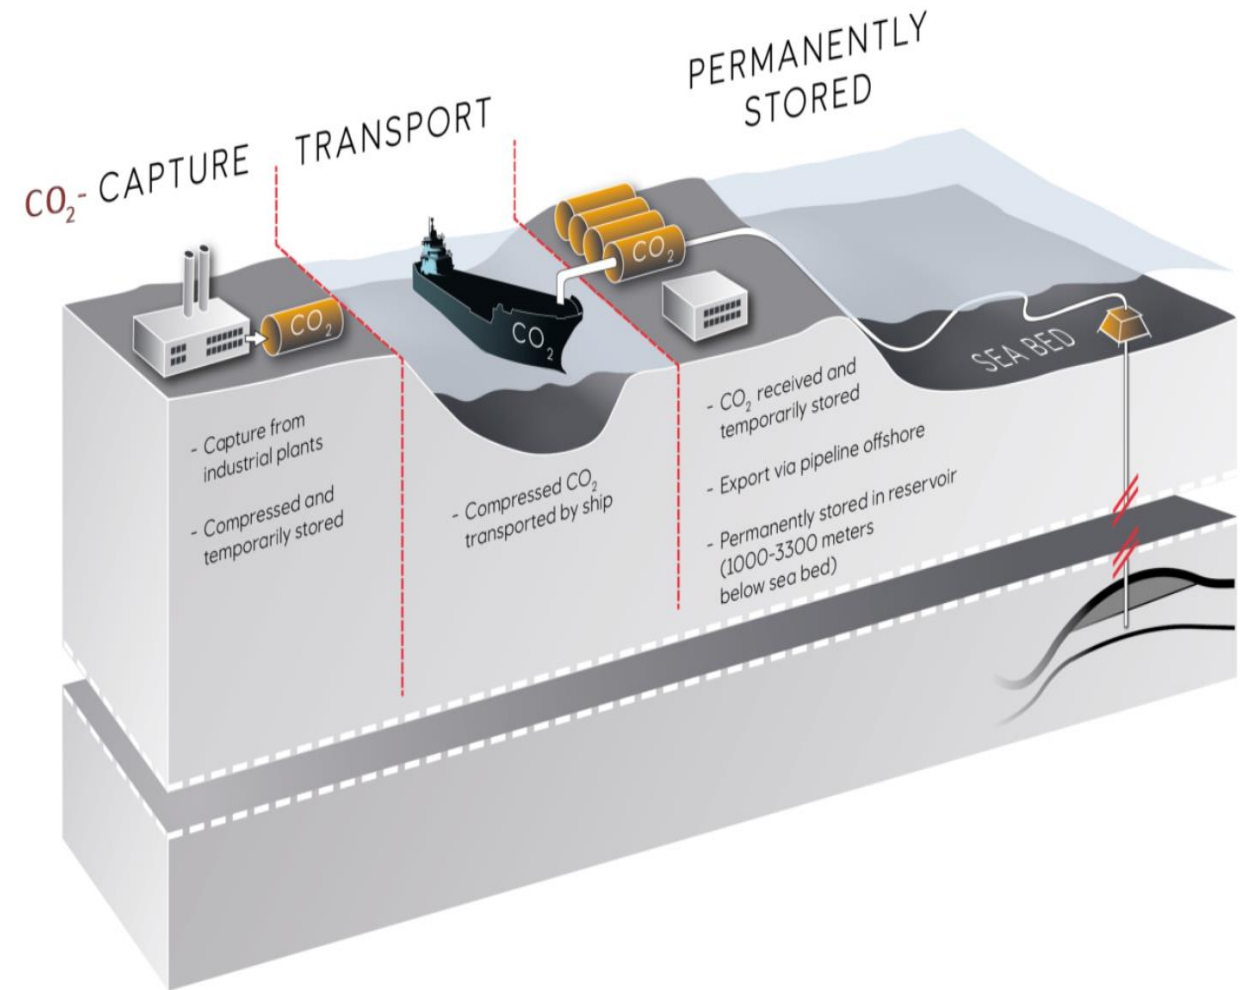 CO₂- CAPTURE
TRANSPORT
PERMANENTLY
STORED
CO₂
CO₂
CO₂
SEA BED
- Capture from
industrial plants
- Compressed and
temporarily stored
- Compressed CO₂
transported by ship
- CO₂ received and
temporarily stored
- Export via pipeline offshore
- Permanently stored in reservoir
(1000-3300 meters
below sea bed)